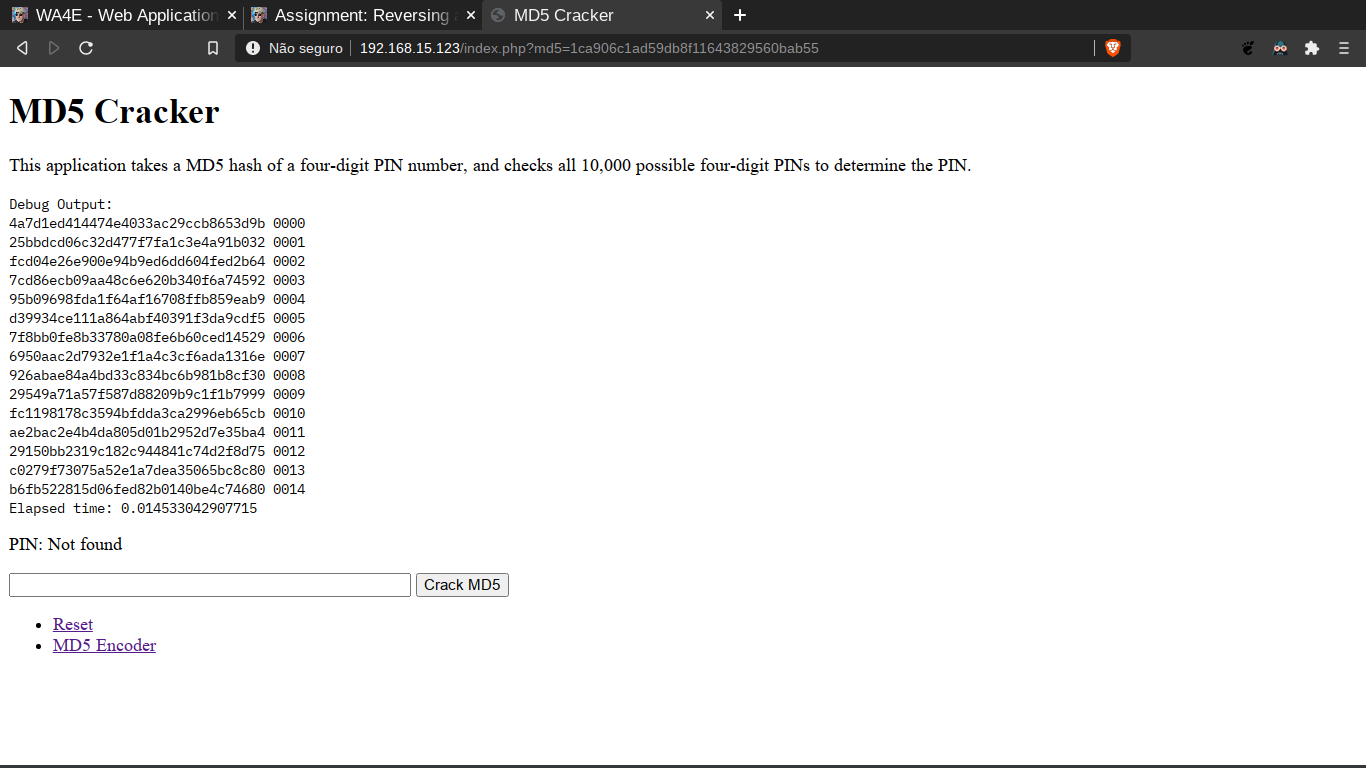 WA4E - Web Application
Assignment: Reversing
MD5 Cracker
Não seguro
192.168.15.123/index.php?md5=1ca906c1ad59db8f11643829560bab55
MD5 Cracker
This application takes a MD5 hash of a four-digit PIN number, and checks all 10,000 possible four-digit PINs to determine the PIN.
Debug Output:
4a7d1ed414474e4033ac29ccb8653d9b 0000
25bbdcd06c32d477f7fa1c3e4a91b032 0001
fcd04e26e900e94b9ed6dd604fed2b64 0002
7cd86ecb09aa48c6e620b340f6a74592 0003
95b09698fda1f64af16708ffb859eab9 0004
d39934ce111a864abf40391f3da9cdf5 0005
7f8bb0fe8b33780a08fe6b60ced14529 0006
6950aac2d7932e1f1a4c3cf6ada1316e 0007
926abae84a4bd33c834bc6b981b8cf30 0008
29549a71a57f587d88209b9c1f1b7999 0009
fc1198178c3594bfdda3ca2996eb65cb 0010
ae2bac2e4b4da805d01b2952d7e35ba4 0011
29150bb2319c182c944841c74d2f8d75 0012
c0279f73075a52e1a7dea35065bc8c80 0013
b6fb522815d06fed82b0140be4c74680 0014
Elapsed time: 0.014533042907715
PIN: Not found
Crack MD5
Reset
MD5 Encoder